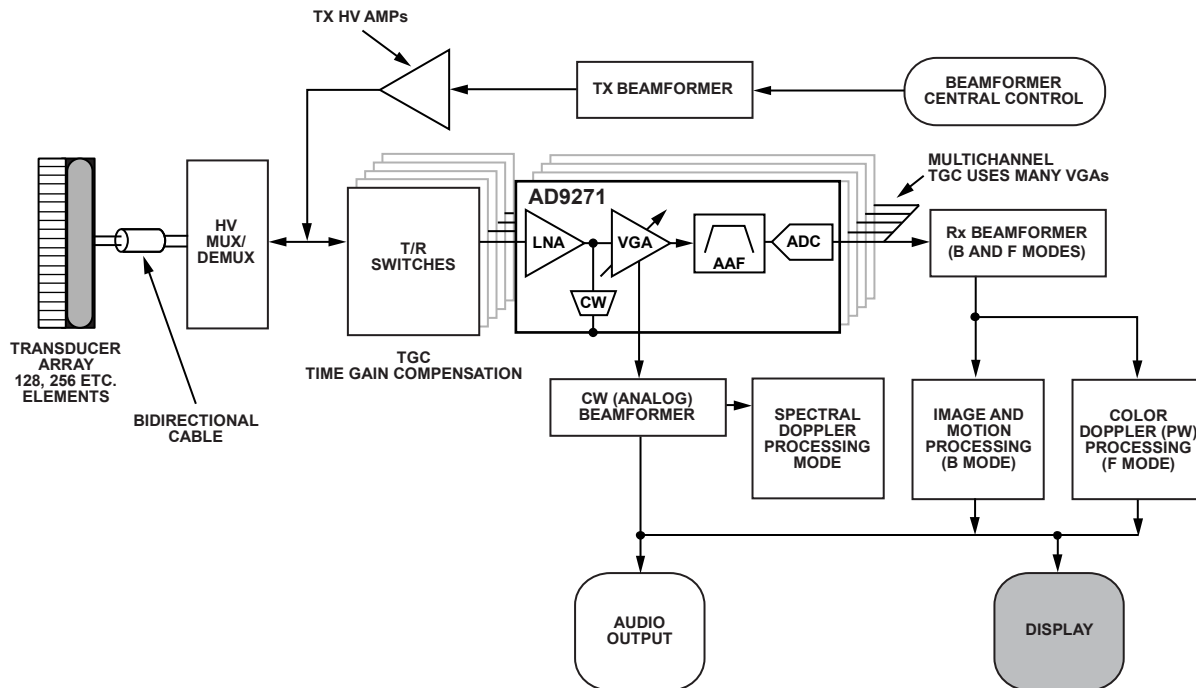 TX HV AMPs
TX BEAMFORMER
BEAMFORMER
CENTRAL CONTROL
MULTICHANNEL
TGC USES MANY VGAs
HV
MUX/
DEMUX
T/R
SWITCHES
AD9271
LNA
VGA
AAF
ADC
CW
Rx BEAMFORMER
(B AND F MODES)
TRANSDUCER
ARRAY
128, 256 ETC.
ELEMENTS
BIDIRECTIONAL
CABLE
TGC
TIME GAIN COMPENSATION
CW (ANALOG)
BEAMFORMER
SPECTRAL
DOPPLER
PROCESSING
MODE
IMAGE AND
MOTION
PROCESSING
(B MODE)
COLOR
DOPPLER (PW)
PROCESSING
(F MODE)
AUDIO
OUTPUT
DISPLAY